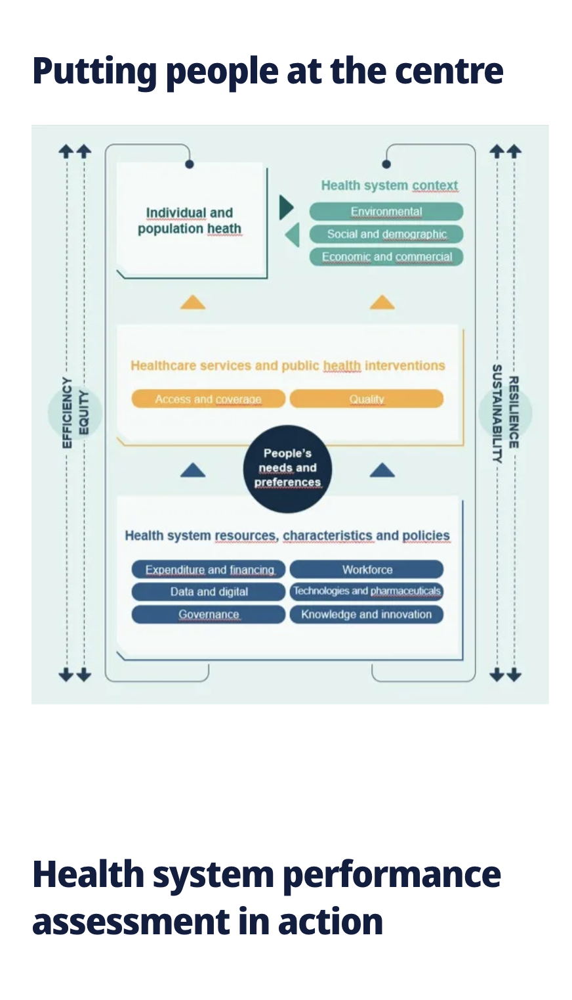 Putting people at the centre
Individual and
population heath
Health system context
Environmental
Social and demographic
Economic and commercial
Healthcare services and public health interventions
Access and coverage
Quality
EFFICIENCY
EQUITY
SUSTAINABILITY
RESILIENCE
People's
needs and
preferences
Health system resources, characteristics and policies
Expenditure and financing
Workforce
Data and digital
Technologies and pharmaceuticals
Governance
Knowledge and innovation
Health system performance
assessment in action